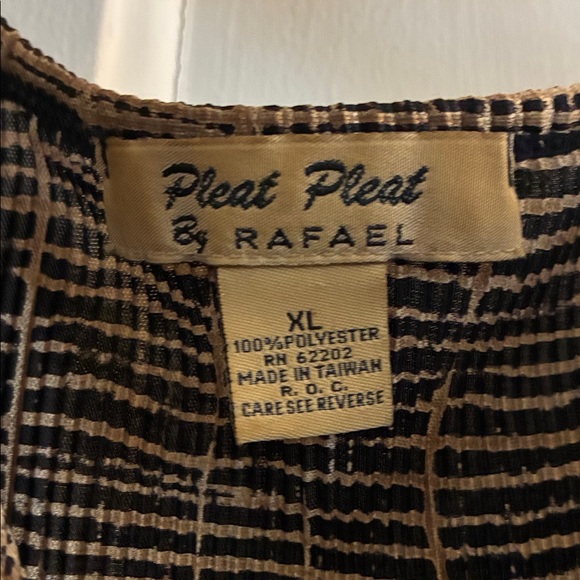 Pleat Pleat
By RAFAEL
XL
100% POLYESTER
RN 62202
MADE IN TAIWAN
R. O. C.
CARE SEE REVERSE